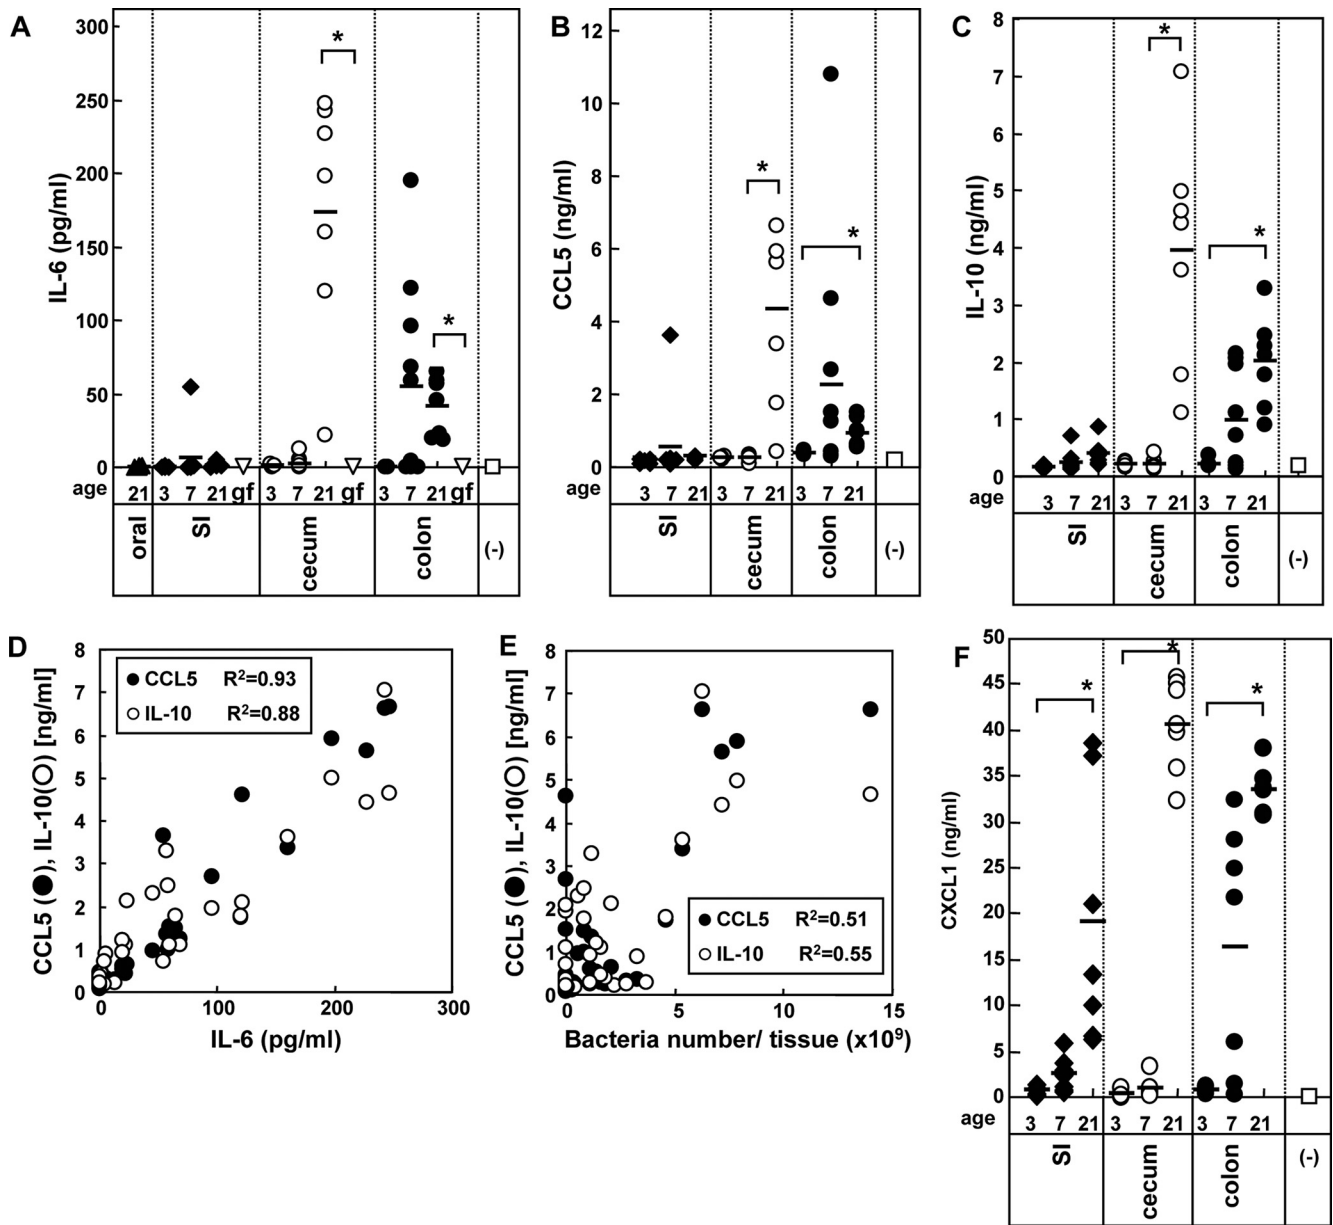 A
IL-6 (pg/ml)
300
250
200
150
100
50
0
*
*
age 21 3 7 21 gf 3 7 21 gf 3 7 21 gf
oral SI cecum colon (-)
B
CCL5 (ng/ml)
12
10
8
6
4
2
0
*
*
age 3 7 21 3 7 21 3 7 21
SI cecum colon (-)
C
IL-10 (ng/ml)
8
7
6
5
4
3
2
1
0
*
*
age 3 7 21 3 7 21 3 7 21
SI cecum colon (-)
D
CCL5 (●), IL-10(○) [ng/ml]
8
7
6
5
4
3
2
1
0
CCL5 R²=0.93
IL-10 R²=0.88
0 100 200 300
IL-6 (pg/ml)
E
CCL5 (●), IL-10(○) [ng/ml]
8
7
6
5
4
3
2
1
0
CCL5 R²=0.51
IL-10 R²=0.55
0 5 10 15
Bacteria number/ tissue (x10⁹)
F
CXCL1 (ng/ml)
50
45
40
35
30
25
20
15
10
5
0
*
*
*
age 3 7 21 3 7 21 3 7 21
SI cecum colon (-)